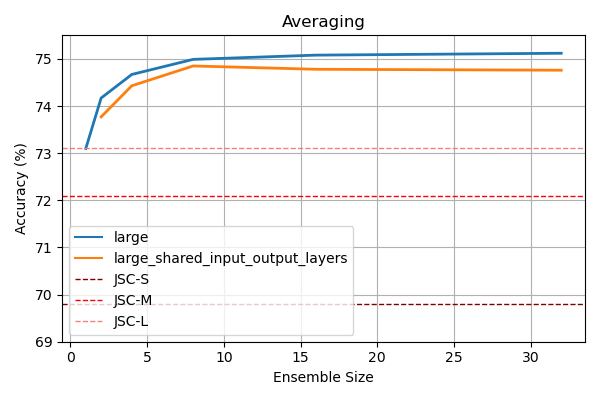 Averaging
75
74
73
72
71
70
69
Accuracy (%)
large
large_shared_input_output_layers
JSC-S
JSC-M
JSC-L
0 5 10 15 20 25 30
Ensemble Size